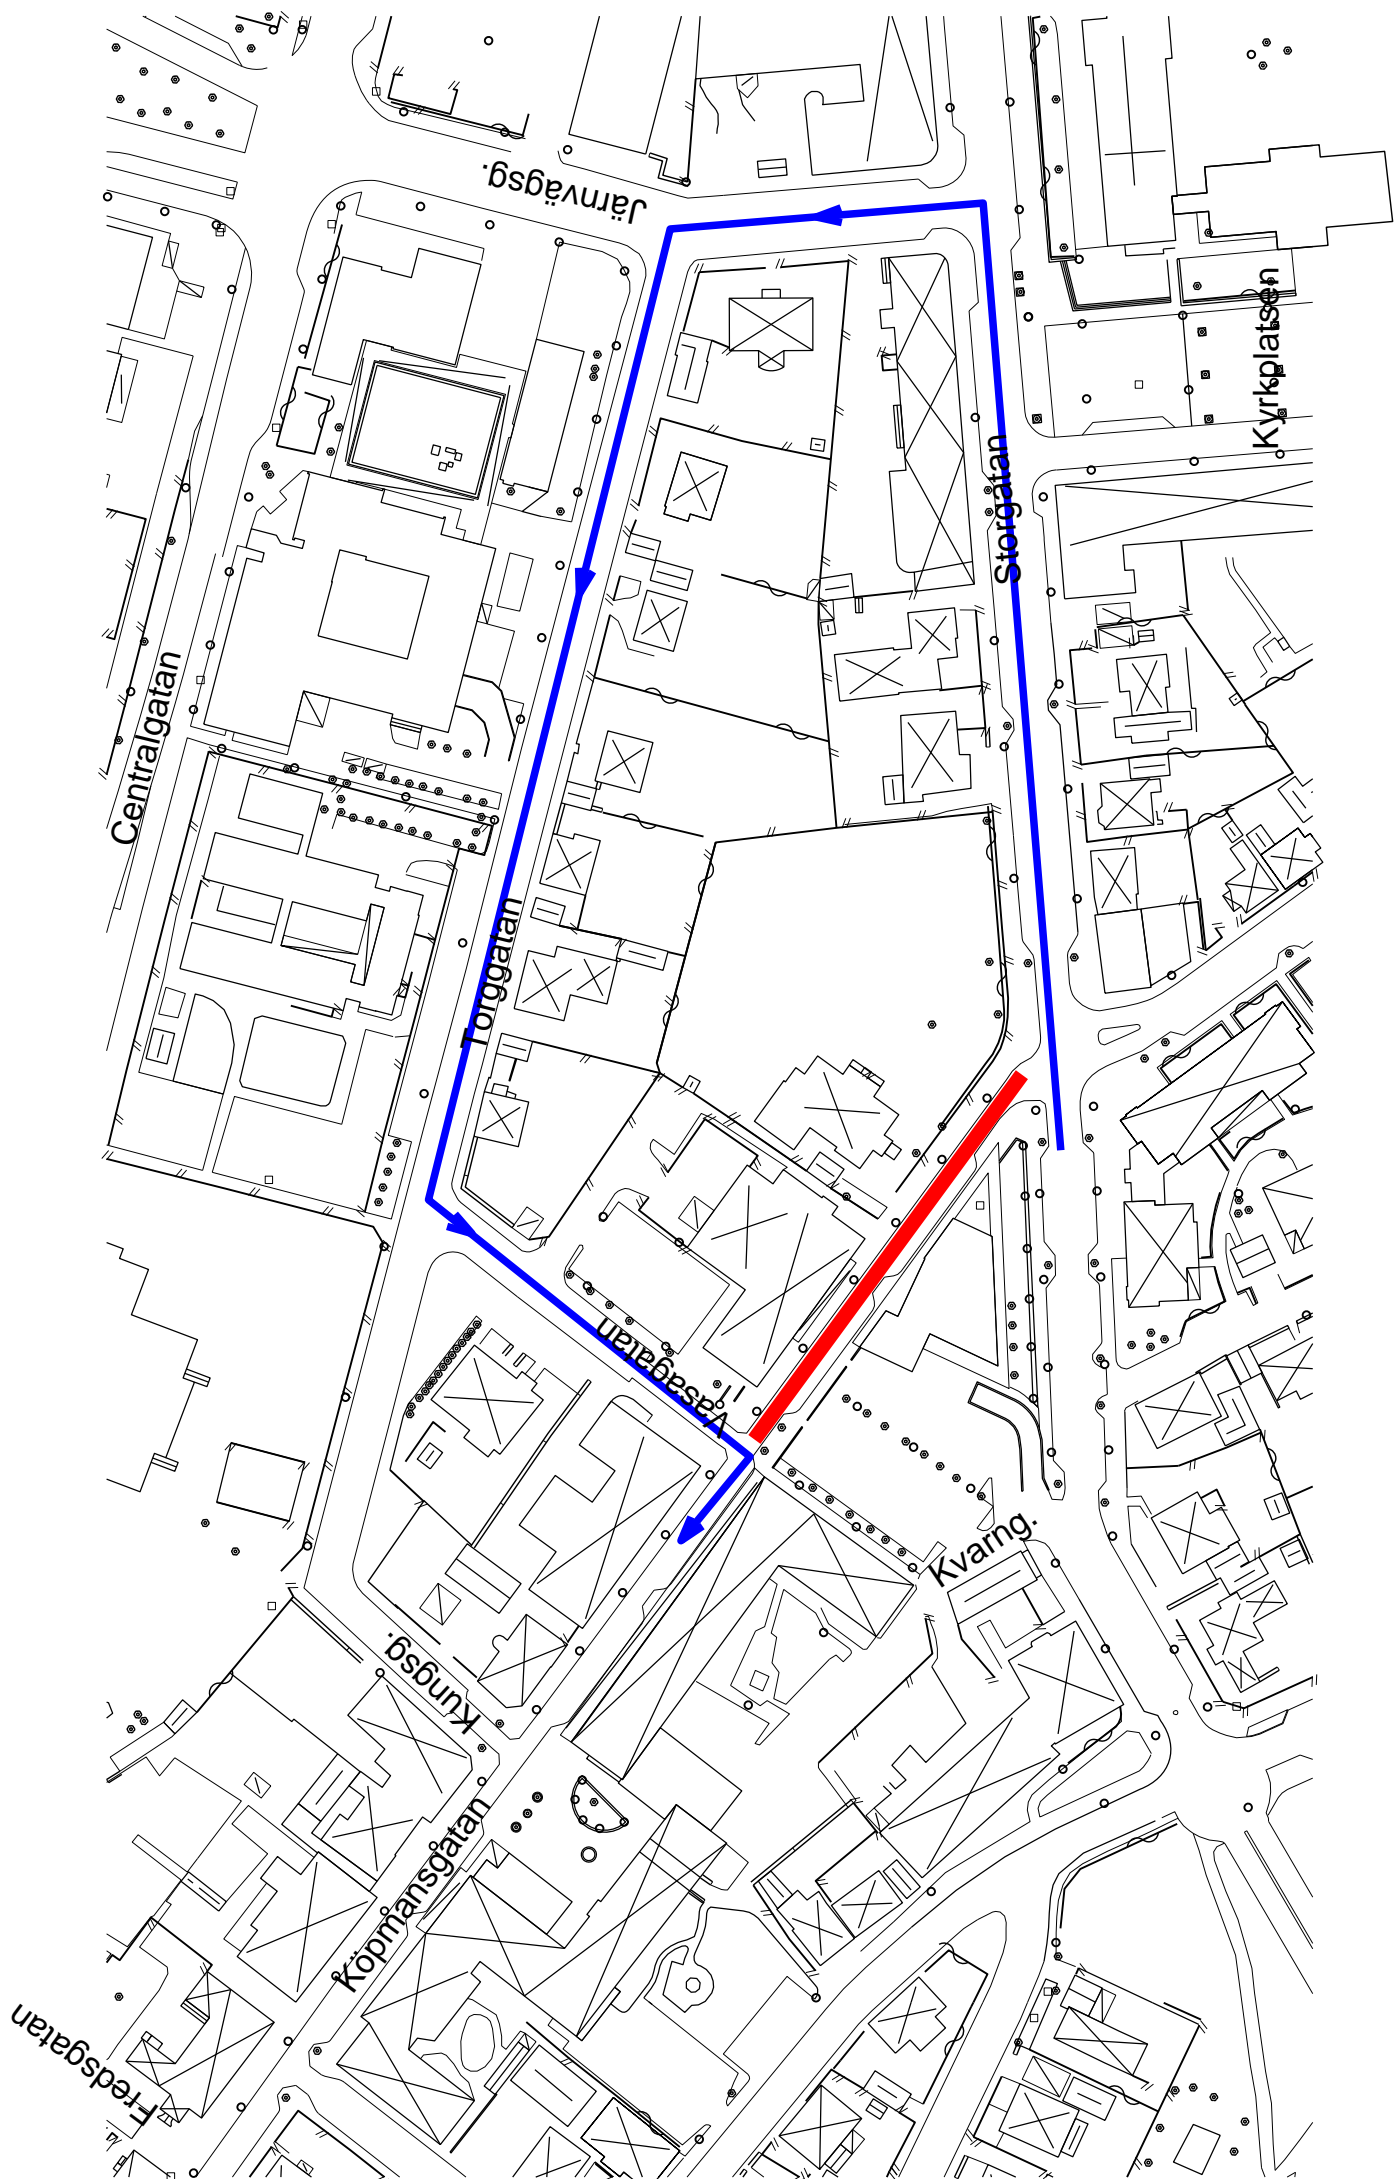 Järnvägsg.
Kyrkplatsen
Storgatan
Centralgatan
Torggatan
Vasagatan
Kvarng.
Kungsg.
Köpmansgatan
Fredsgatan